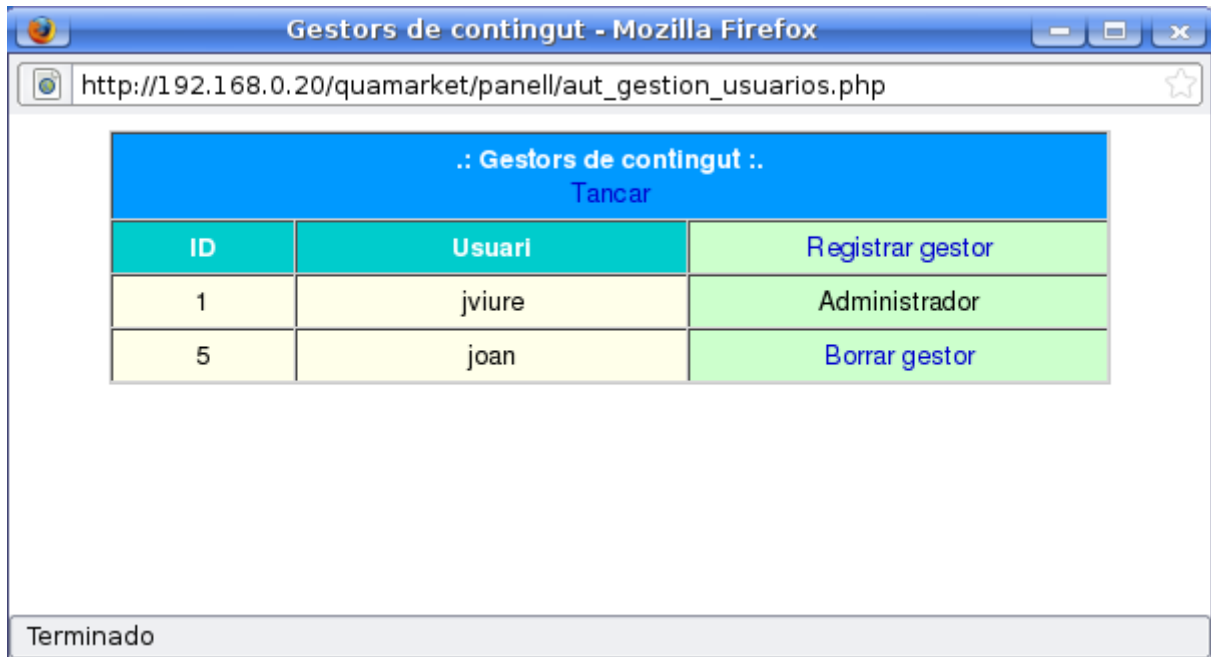 Gestors de contingut - Mozilla Firefox
http://192.168.0.20/quamarket/panell/aut_gestion_usuarios.php
.: Gestors de contingut :.
Tancar
ID Usuari Registrar gestor
1 jviure Administrador
5 joan Borrar gestor
Terminado